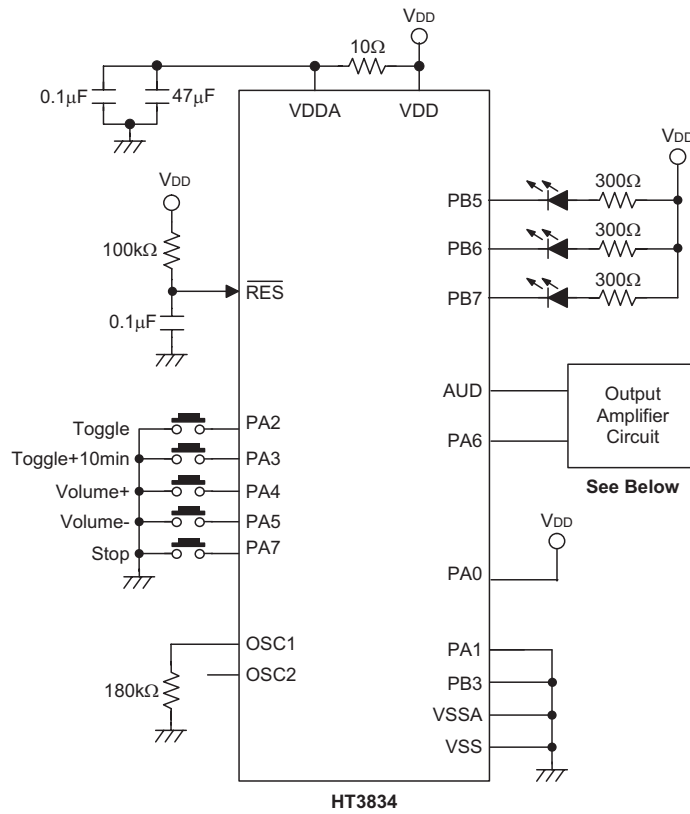 VDD
10Ω
0.1μF
47μF
VDDA
VDD
VDD
VDD
PB5
300Ω
100kΩ
PB6
300Ω
RES
PB7
300Ω
0.1μF
AUD
Output
Amplifier
Circuit
PA6
See Below
Toggle
PA2
Toggle+10min
PA3
Volume+
PA4
Volume-
PA5
Stop
PA7
VDD
PA0
OSC1
PA1
OSC2
PB3
180kΩ
VSSA
VSS
HT3834